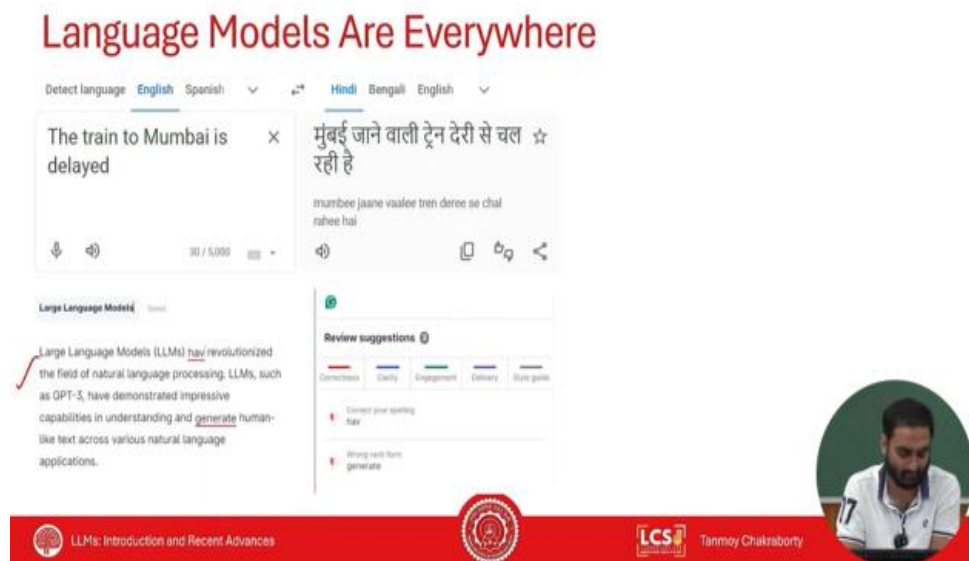 Language Models Are Everywhere
Detect language English Spanish
Hindi Bengali English
The train to Mumbai is
delayed
मुंबई जाने वाली ट्रेन देरी से चल
रही है
mumbee jaane vaalee tren deree se chal
rahee hai
30 / 5,000
Large Language Models
Large Language Models (LLMs) hav revolutionized
the field of natural language processing. LLMs, such
as GPT-3, have demonstrated impressive
capabilities in understanding and generate human-
like text across various natural language
applications.
Review suggestions
Correctness Clarity Engagement Delivery Style guide
Correct your spelling
hav
Wrong verb form
generate
LLMs: Introduction and Recent Advances
LCS
Tanmoy Chakraborty
17